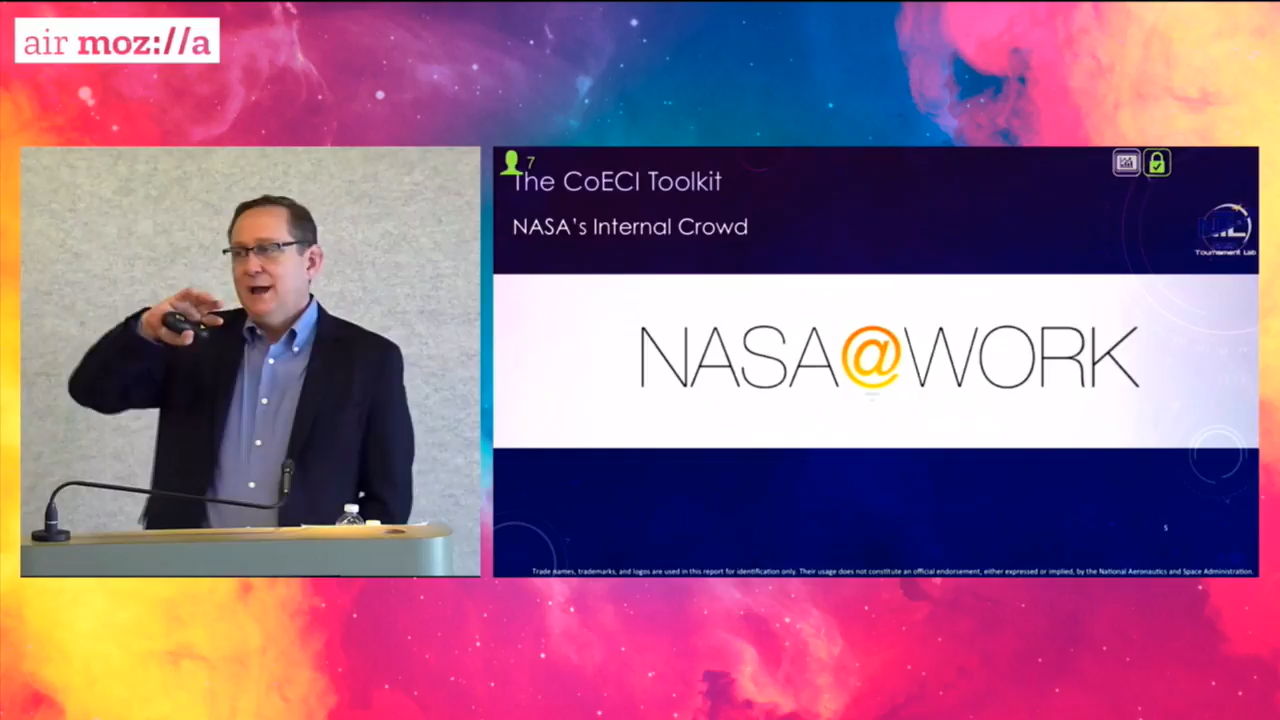 air moz://a
7
The CoECI Toolkit
NASA's Internal Crowd
Tournament Lab
NASA@WORK
5
Trade names, trademarks, and logos are used in this report for identification only. Their usage does not constitute an official endorsement, either expressed or implied, by the National Aeronautics and Space Administration.